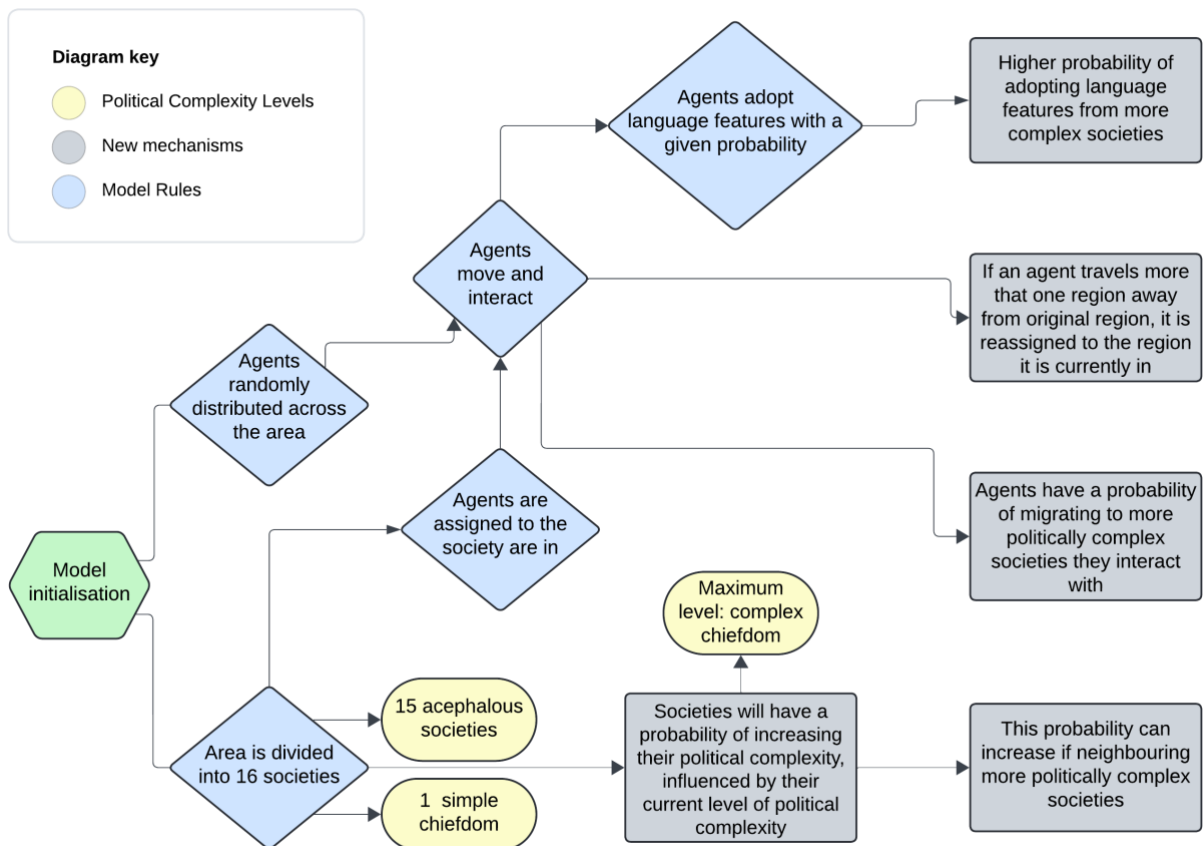 Diagram key
Political Complexity Levels
New mechanisms
Model Rules
Agents adopt
language features with a
given probability
Higher probability of
adopting language
features from more
complex societies
Agents
move and
interact
If an agent travels more
that one region away
from original region, it is
reassigned to the region
it is currently in
Agents
randomly
distributed across
the area
Agents are
assigned to the
society are in
Agents have a probability
of migrating to more
politically complex
societies they interact
with
Model
initialisation
Maximum
level: complex
chiefdom
15 acephalous
societies
Area is divided
into 16 societies
1 simple
chiefdom
Societies will have a
probability of increasing
their political complexity,
influenced by their
current level of political
complexity
This probability can
increase if neighbouring
more politically complex
societies